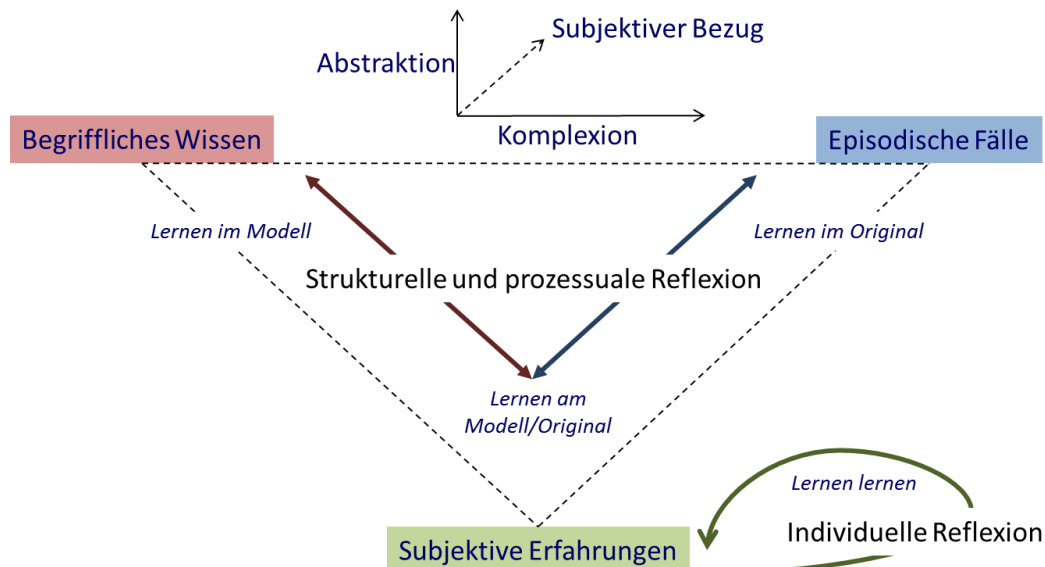 Subjektiver Bezug
Abstraktion
Komplexion
Begriffliches Wissen
Episodische Fälle
Lernen im Modell
Lernen im Original
Strukturelle und prozessuale Reflexion
Lernen am
Modell/Original
Lernen lernen
Individuelle Reflexion
Subjektive Erfahrungen